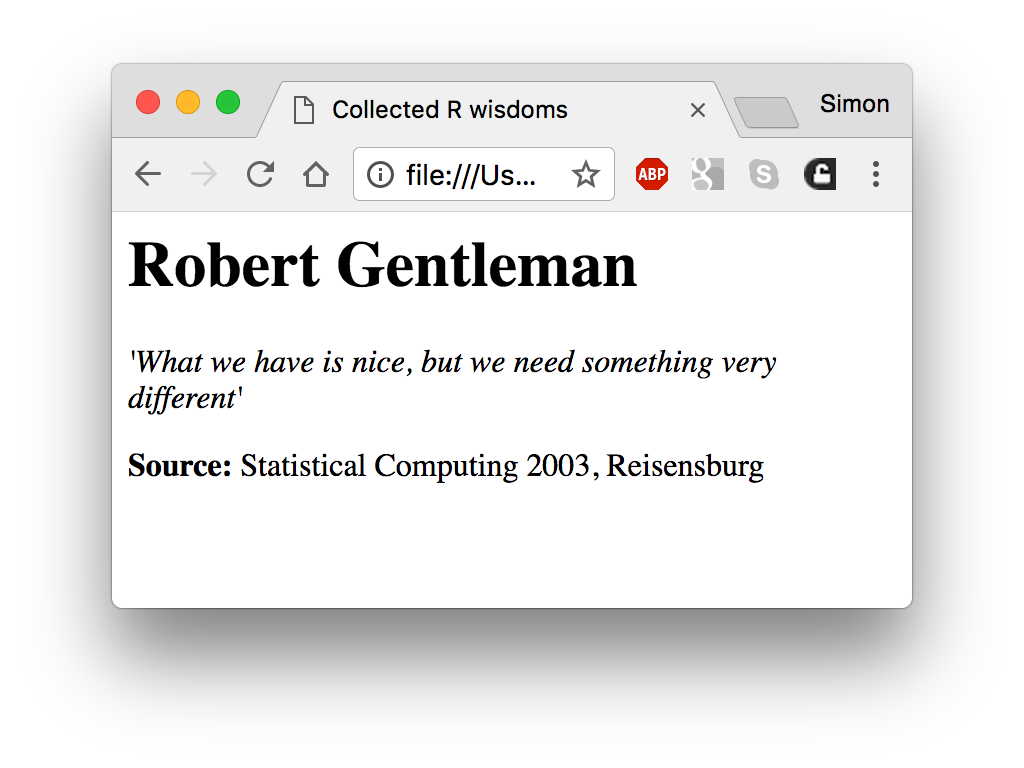 Collected R wisdoms
Simon
file:///Us...
ABP
g
S
Robert Gentleman
'What we have is nice, but we need something very
different'
Source: Statistical Computing 2003, Reisensburg